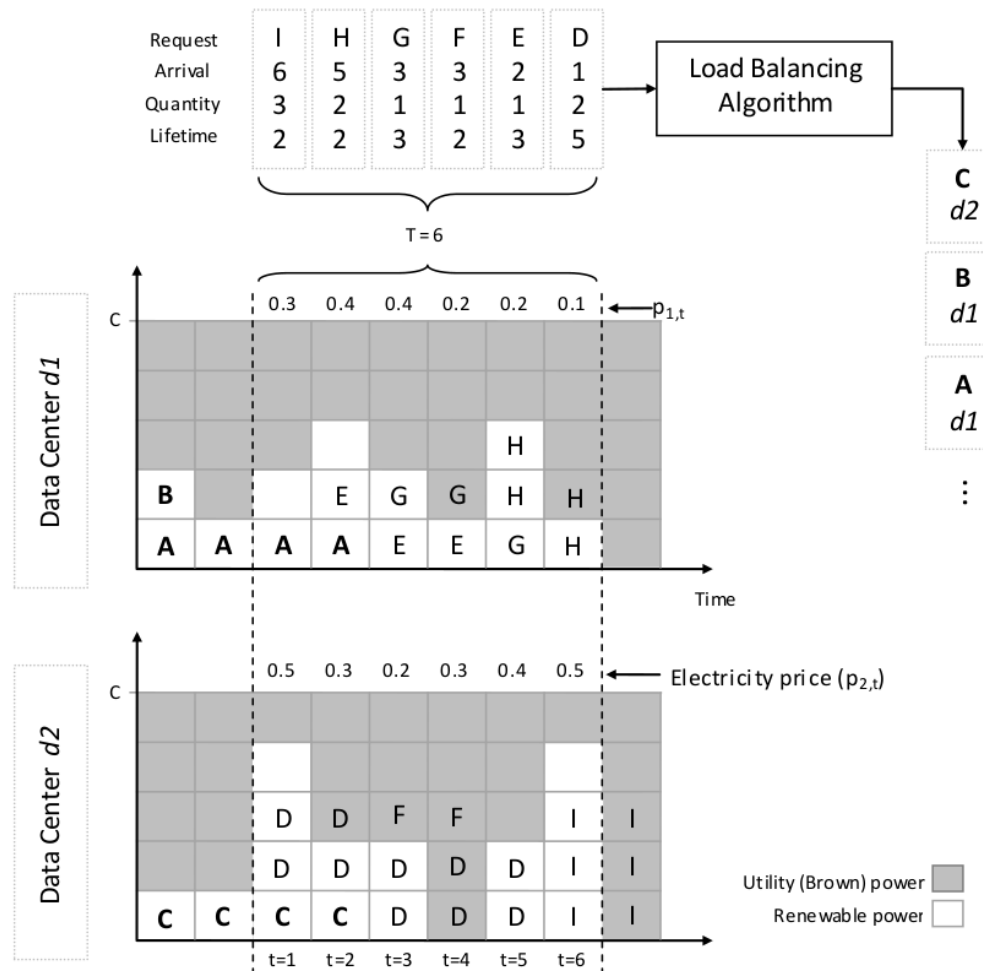 Request I H G F E D
Arrival 6 5 3 3 2 1
Quantity 3 2 1 1 1 2
Lifetime 2 2 3 2 3 5
Load Balancing
Algorithm
C
d2
B
d1
A
d1
⋮
T = 6
Data Center d1
0.3 0.4 0.4 0.2 0.2 0.1 p1,t
C
H
B E G G H H
A A A A E E G H
Time
Data Center d2
0.5 0.3 0.2 0.3 0.4 0.5 Electricity price (p2,t)
C
D D F F I I
D D D D D I I
C C C C D D D I I
t=1 t=2 t=3 t=4 t=5 t=6
Utility (Brown) power
Renewable power